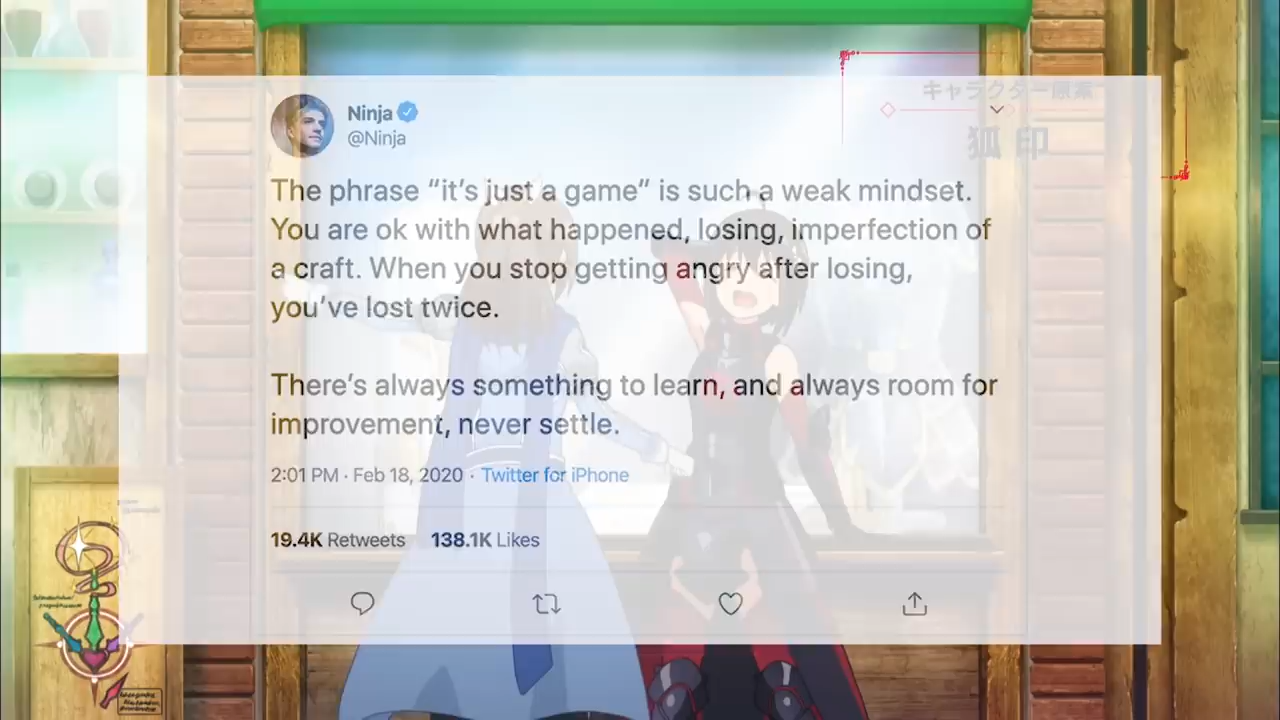 キャラクター原案
狐印
Ninja
@Ninja
The phrase “it’s just a game” is such a weak mindset.
You are ok with what happened, losing, imperfection of
a craft. When you stop getting angry after losing,
you’ve lost twice.
There’s always something to learn, and always room for
improvement, never settle.
2:01 PM · Feb 18, 2020 · Twitter for iPhone
19.4K Retweets 138.1K Likes